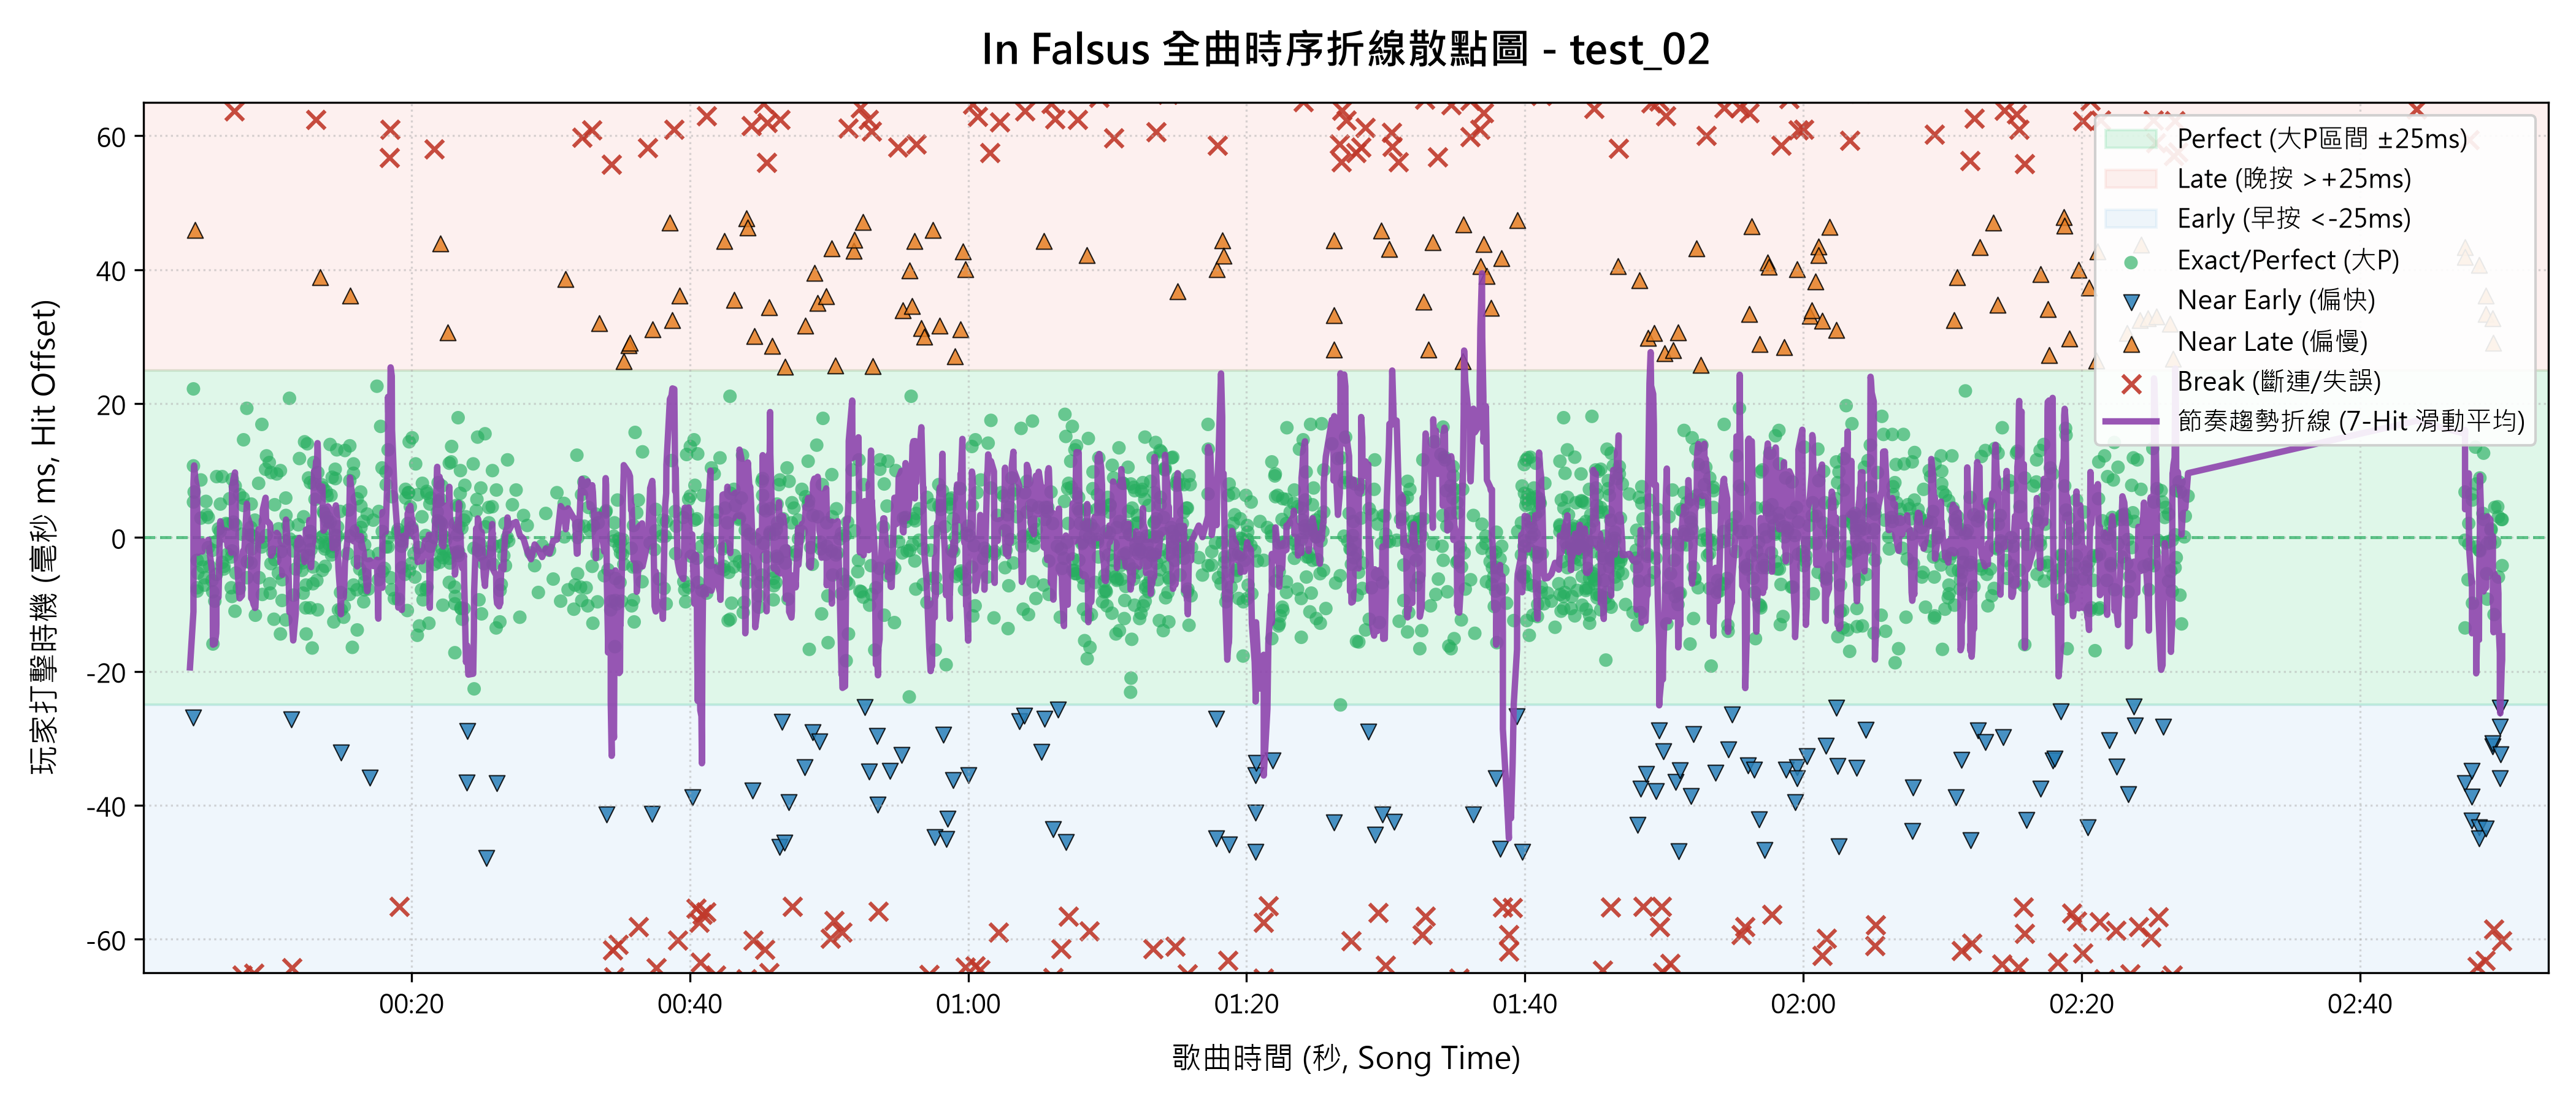 In Falsus 全曲時序折線散點圖 - test_02
玩家打擊時機 (毫秒 ms, Hit Offset)
60
40
20
0
-20
-40
-60
Perfect (大P區間 ±25ms)
Late (晚按 >+25ms)
Early (早按 <-25ms)
Exact/Perfect (大P)
Near Early (偏快)
Near Late (偏慢)
Break (斷連/失誤)
節奏趨勢折線 (7-Hit 滑動平均)
00:20
00:40
01:00
01:20
01:40
02:00
02:20
02:40
歌曲時間 (秒, Song Time)